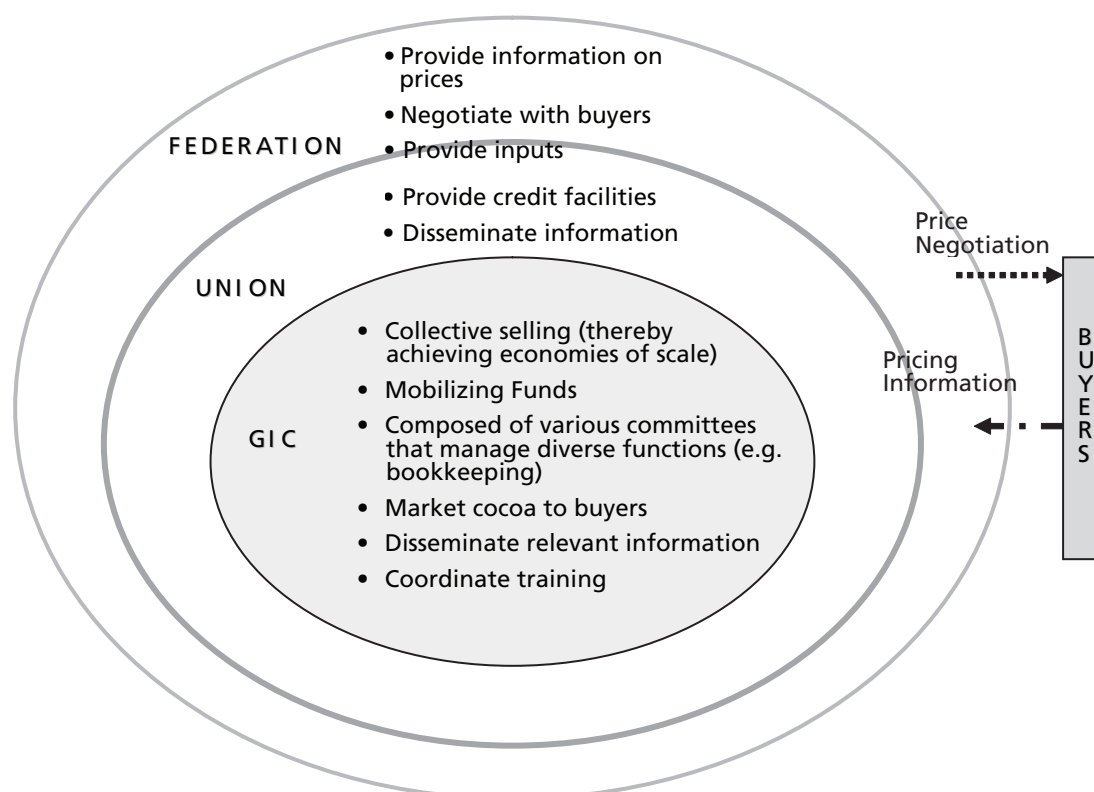 • Provide information on
prices
• Negotiate with buyers
FEDERATION
• Provide inputs
• Provide credit facilities
• Disseminate information
UNION
• Collective selling (thereby
achieving economies of scale)
• Mobilizing Funds
• Composed of various committees
that manage diverse functions (e.g.
bookkeeping)
GIC
• Market cocoa to buyers
• Disseminate relevant information
• Coordinate training
Price
Negotiation
Pricing
Information
BUYERS